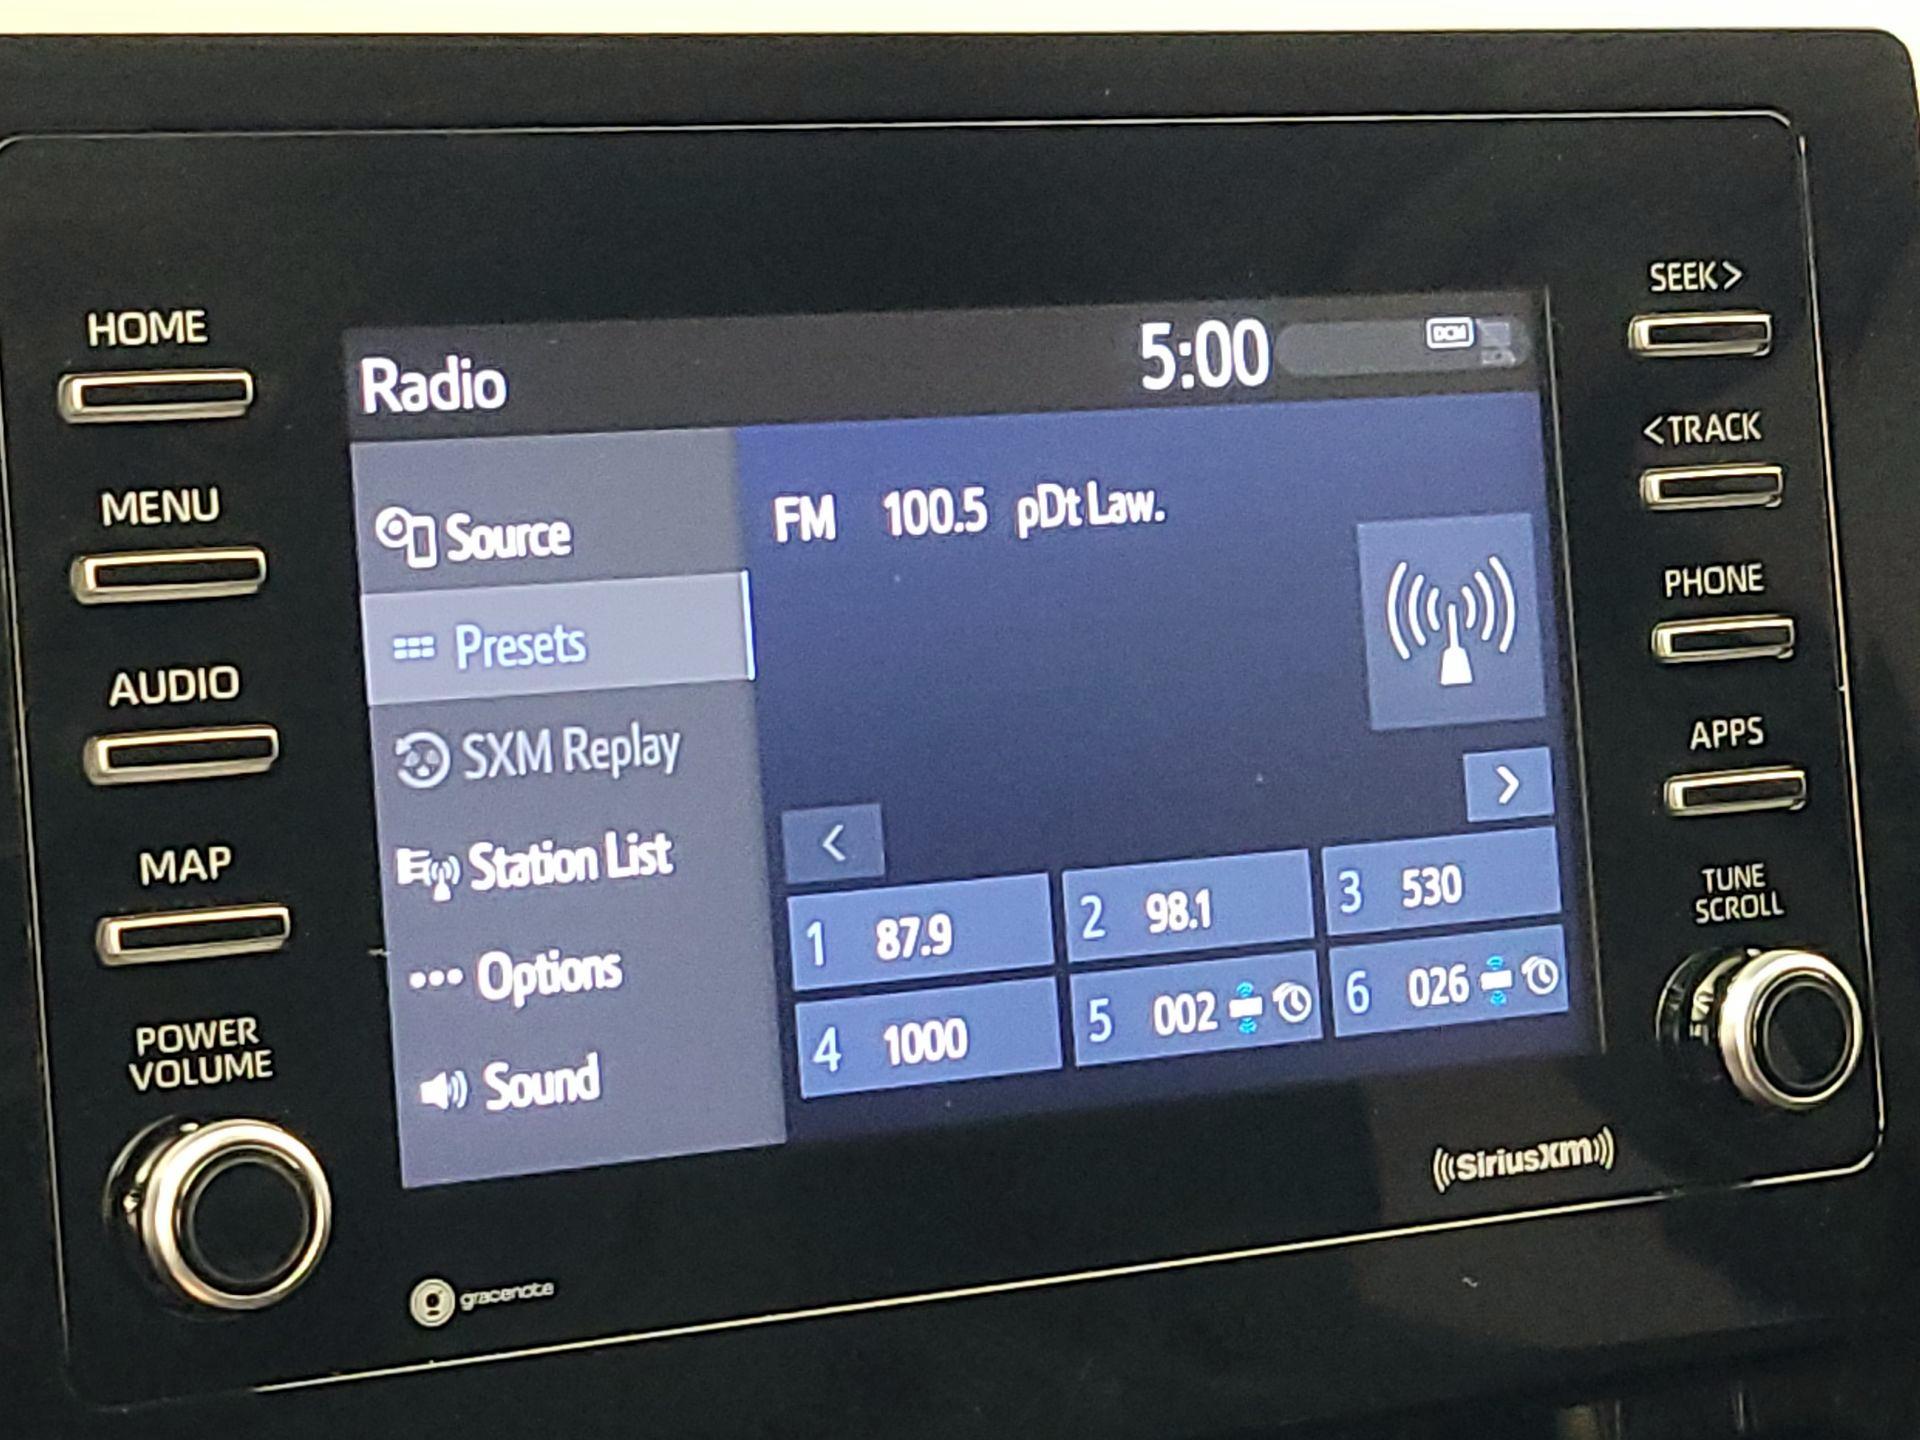 HOME
MENU
AUDIO
MAP
POWER
VOLUME
Radio
5:00
DCM
Source
Presets
SXM Replay
Station List
Options
Sound
FM 100.5 pDt Law.
<
>
1 87.9
2 98.1
3 530
4 1000
5 002
6 026
SEEK>
<TRACK
PHONE
APPS
TUNE
SCROLL
((SiriusXM))
gracenote